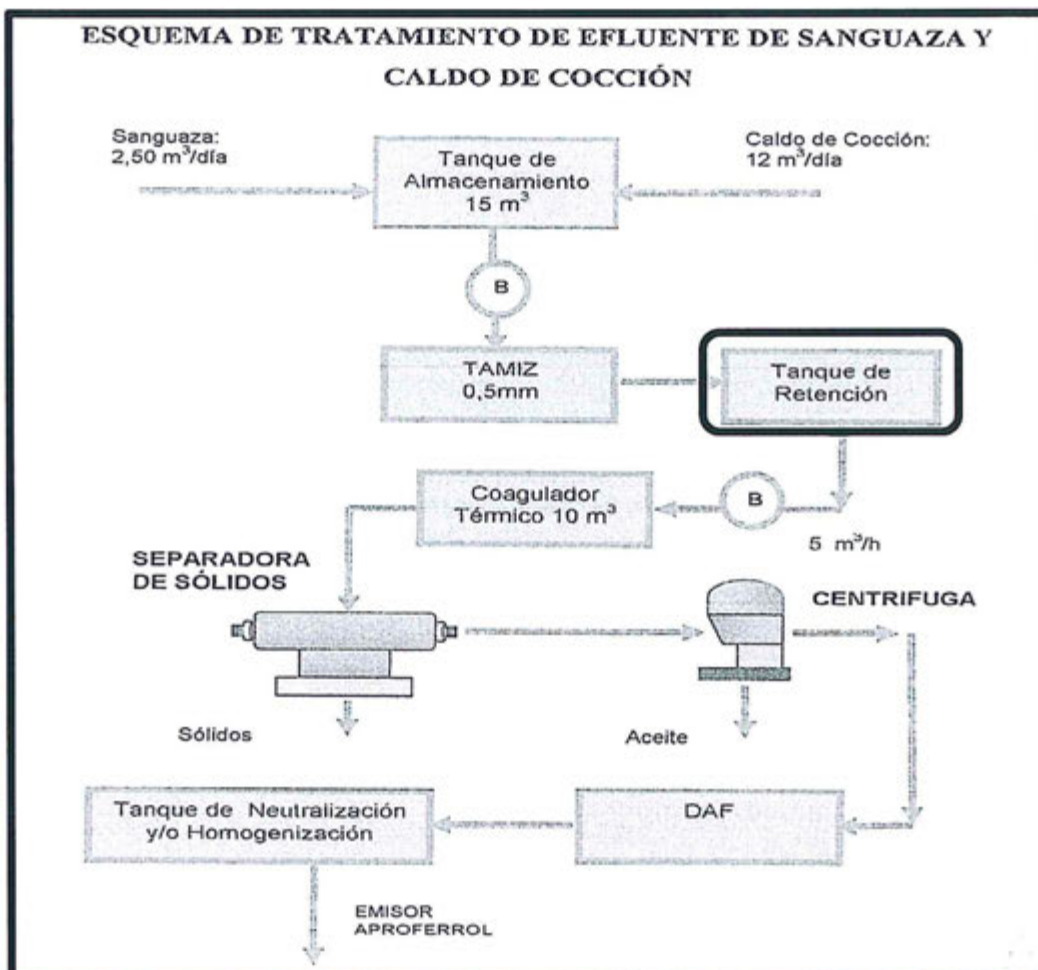 ESQUEMA DE TRATAMIENTO DE EFLUENTE DE SANGUAZA Y
CALDO DE COCCIÓN
Sanguaza:
2,50 m³/día
Tanque de
Almacenamiento
15 m³
Caldo de Cocción:
12 m³/día
B
TAMIZ
0,5mm
Tanque de
Retención
Coagulador
Térmico 10 m³
B
5 m³/h
SEPARADORA
DE SÓLIDOS
CENTRIFUGA
Sólidos
Aceite
Tanque de Neutralización
y/o Homogenización
DAF
EMISOR
APROFERROL